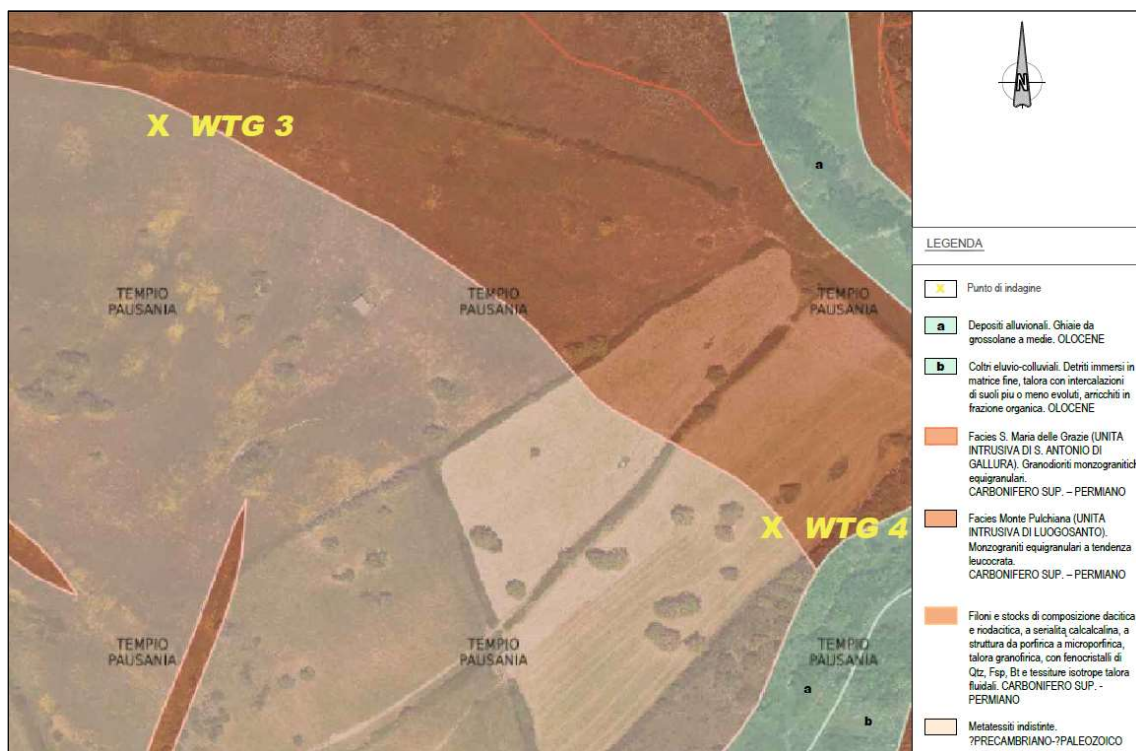 X WTG 3
a
TEMPIO
PAUSANIA
TEMPIO
PAUSANIA
TEMPIO
PAUSANIA
X WTG 4
TEMPIO
PAUSANIA
TEMPIO
PAUSANIA
TEMPIO
PAUSANIA
a
b
N
LEGENDA
X Punto di indagine
a Depositi alluvionali. Ghiaie da
grossolane a medie. OLOCENE
b Coltri eluvio-colluviali. Detriti immersi in
matrice fine, talora con intercalazioni
di suoli piu o meno evoluti, arricchiti in
frazione organica. OLOCENE
Facies S. Maria delle Grazie (UNITA
INTRUSIVA DI S. ANTONIO DI
GALLURA). Granodioriti monzogranitich
equigranulari.
CARBONIFERO SUP. – PERMIANO
Facies Monte Pulchiana (UNITA
INTRUSIVA DI LUOGOSANTO).
Monzograniti equigranulari a tendenza
leucocrata.
CARBONIFERO SUP. – PERMIANO
Filoni e stocks di composizione dacitica
e riodacitica, a serialità calcalcalina, a
struttura da porfirica a microporfirica,
talora granofirica, con fenocristalli di
Qtz, Fsp, Bt e tessiture isotrope talora
fluidali. CARBONIFERO SUP. -
PERMIANO
Metatessiti indistinte.
?PRECAMBRIANO-?PALEOZOICO